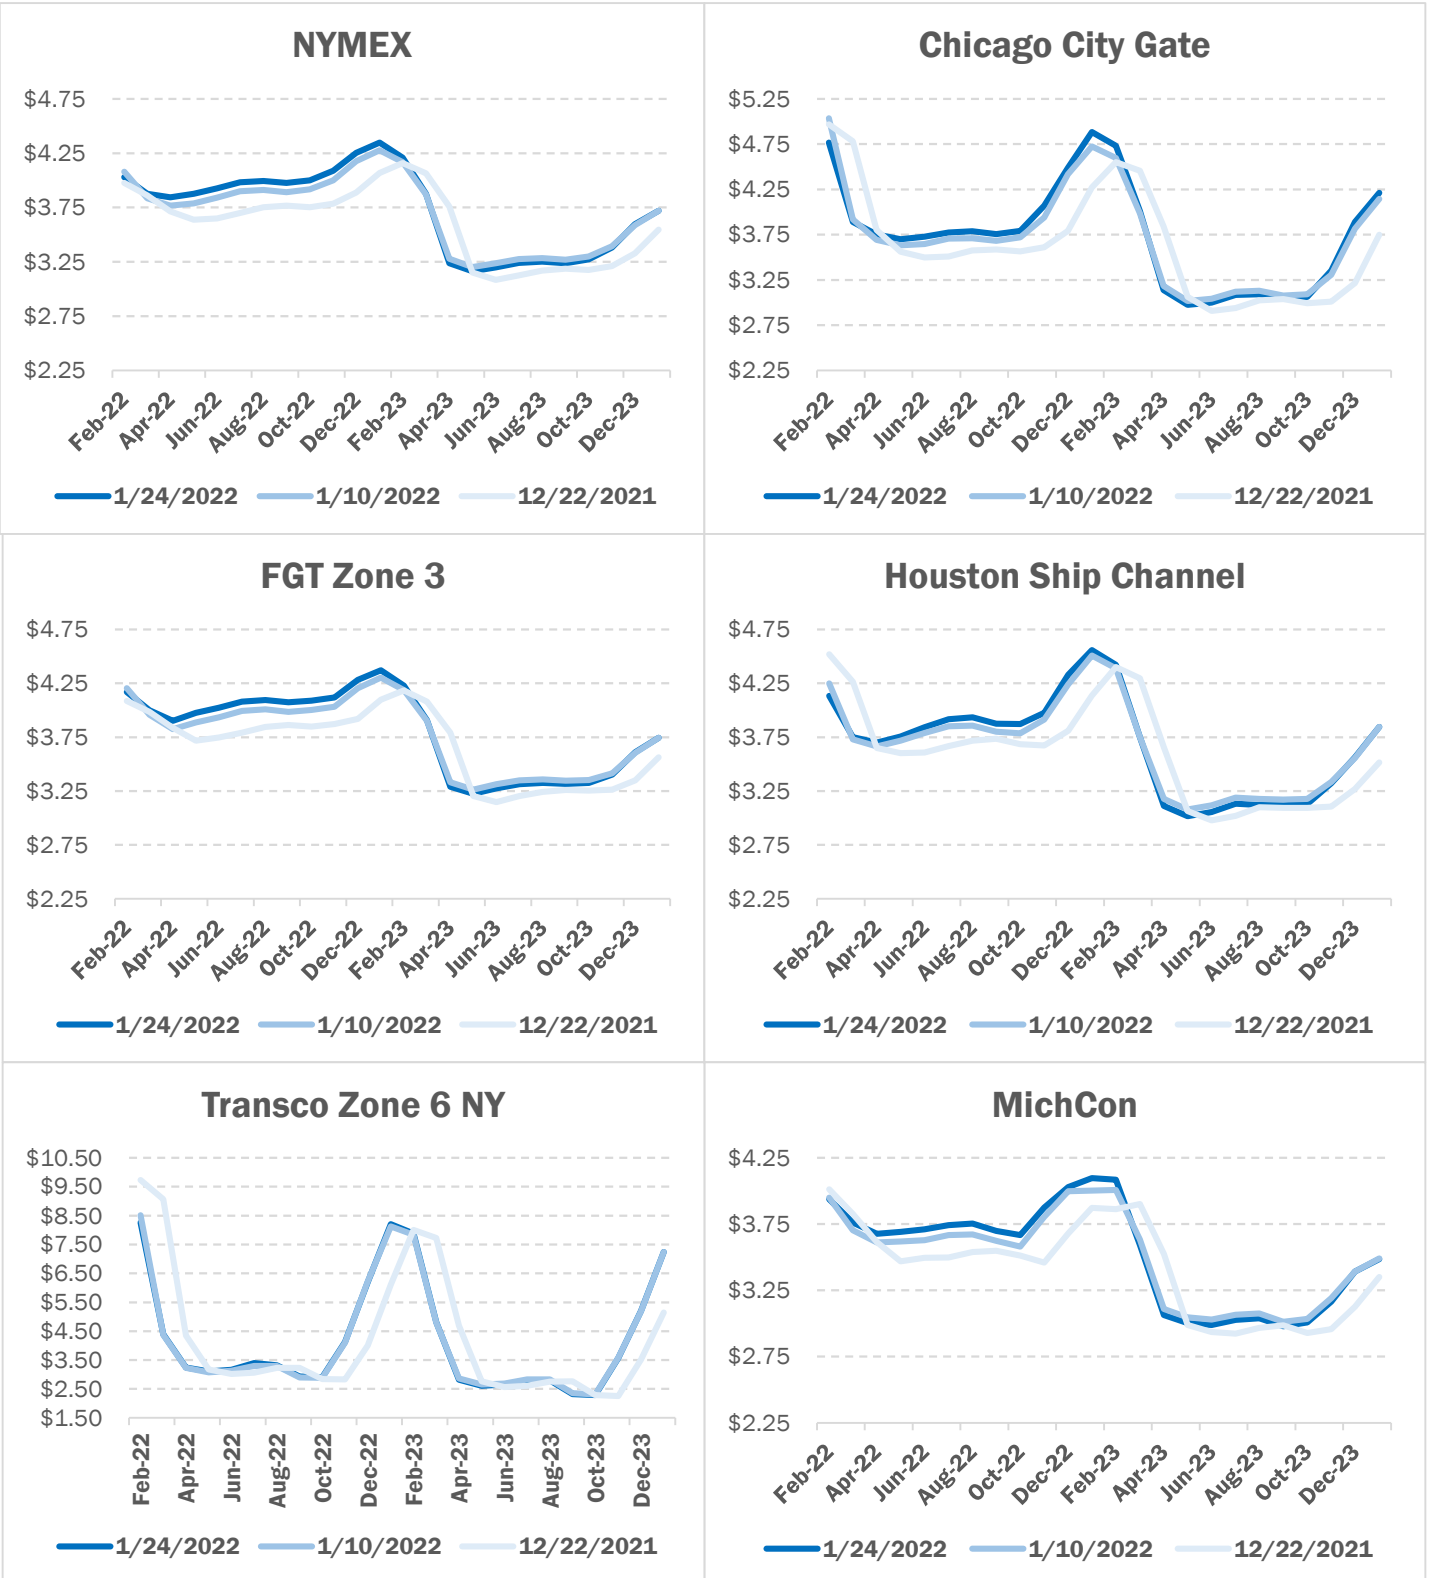 NYMEX
$4.75
$4.25
$3.75
$3.25
$2.75
$2.25
Feb-22 Apr-22 Jun-22 Aug-22 Oct-22 Dec-22 Feb-23 Apr-23 Jun-23 Aug-23 Oct-23 Dec-23
1/24/2022 1/10/2022 12/22/2021
Chicago City Gate
$5.25
$4.75
$4.25
$3.75
$3.25
$2.75
$2.25
Feb-22 Apr-22 Jun-22 Aug-22 Oct-22 Dec-22 Feb-23 Apr-23 Jun-23 Aug-23 Oct-23 Dec-23
1/24/2022 1/10/2022 12/22/2021
FGT Zone 3
$4.75
$4.25
$3.75
$3.25
$2.75
$2.25
Feb-22 Apr-22 Jun-22 Aug-22 Oct-22 Dec-22 Feb-23 Apr-23 Jun-23 Aug-23 Oct-23 Dec-23
1/24/2022 1/10/2022 12/22/2021
Houston Ship Channel
$4.75
$4.25
$3.75
$3.25
$2.75
$2.25
Feb-22 Apr-22 Jun-22 Aug-22 Oct-22 Dec-22 Feb-23 Apr-23 Jun-23 Aug-23 Oct-23 Dec-23
1/24/2022 1/10/2022 12/22/2021
Transco Zone 6 NY
$10.50
$9.50
$8.50
$7.50
$6.50
$5.50
$4.50
$3.50
$2.50
$1.50
Feb-22 Apr-22 Jun-22 Aug-22 Oct-22 Dec-22 Feb-23 Apr-23 Jun-23 Aug-23 Oct-23 Dec-23
1/24/2022 1/10/2022 12/22/2021
MichCon
$4.25
$3.75
$3.25
$2.75
$2.25
Feb-22 Apr-22 Jun-22 Aug-22 Oct-22 Dec-22 Feb-23 Apr-23 Jun-23 Aug-23 Oct-23 Dec-23
1/24/2022 1/10/2022 12/22/2021